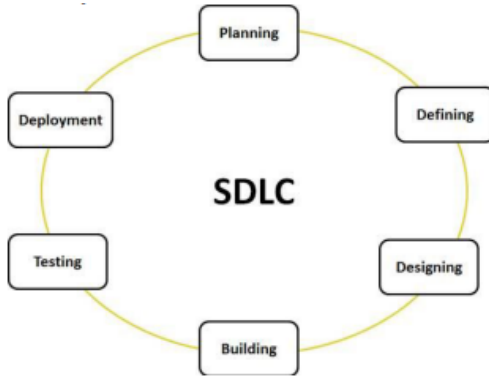 Planning
Defining
Designing
Building
Testing
Deployment
SDLC